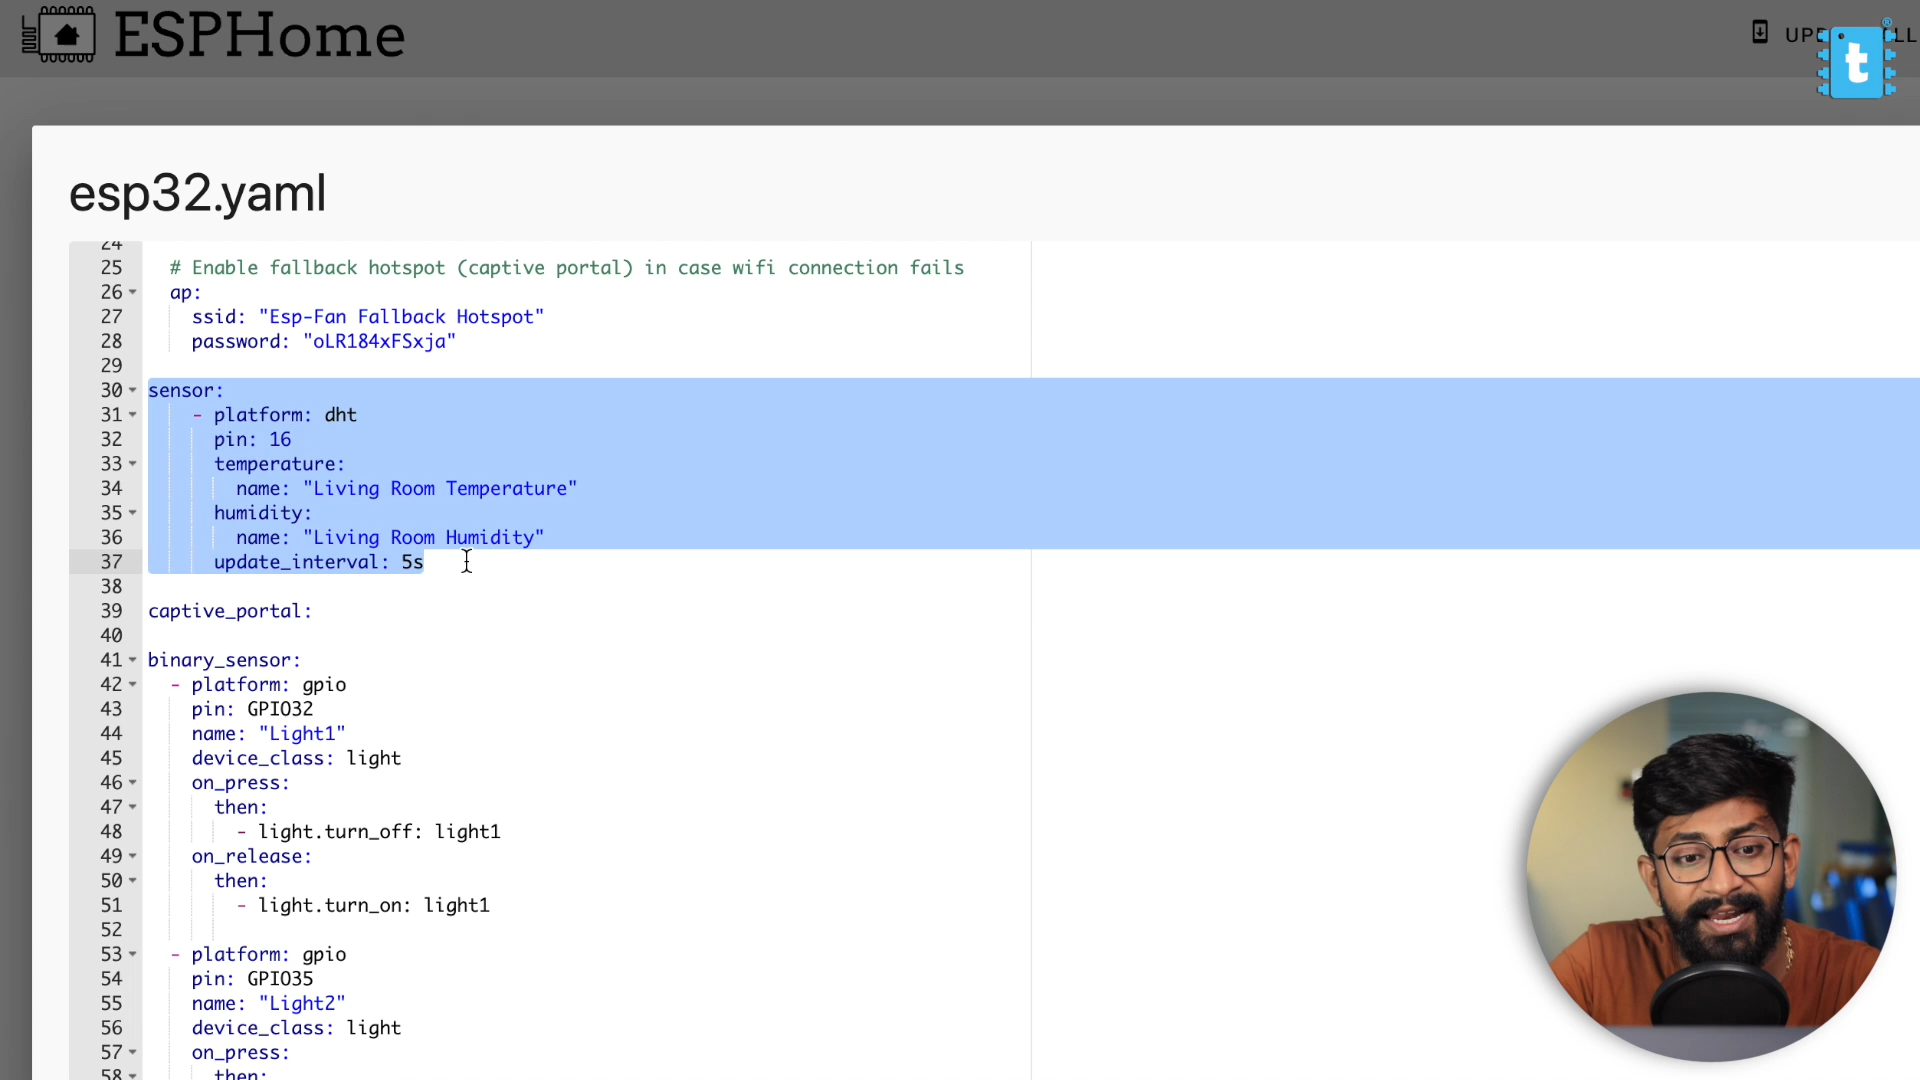 ESPHome
t
®
esp32.yaml
24
25 # Enable fallback hotspot (captive portal) in case wifi connection fails
26 ap:
27 ssid: "Esp-Fan Fallback Hotspot"
28 password: "oLR184xFSxja"
29
30 sensor:
31 - platform: dht
32 pin: 16
33 temperature:
34 name: "Living Room Temperature"
35 humidity:
36 name: "Living Room Humidity"
37 update_interval: 5s
38
39 captive_portal:
40
41 binary_sensor:
42 - platform: gpio
43 pin: GPIO32
44 name: "Light1"
45 device_class: light
46 on_press:
47 then:
48 - light.turn_off: light1
49 on_release:
50 then:
51 - light.turn_on: light1
52
53 - platform: gpio
54 pin: GPIO35
55 name: "Light2"
56 device_class: light
57 on_press:
58 then: